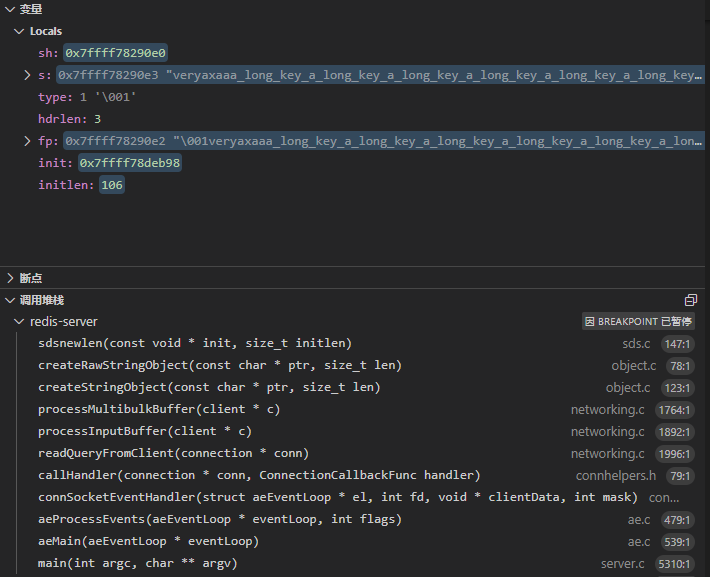 变量
Locals
sh: 0x7ffff78290e0
s: 0x7ffff78290e3 "veryaxaaa_long_key_a_long_key_a_long_key_a_long_key_a_long_key_a_long_key…
type: 1 '\001'
hdrlen: 3
fp: 0x7ffff78290e2 "\001veryaxaaa_long_key_a_long_key_a_long_key_a_long_key_a_long_key_a_lon…
init: 0x7ffff78deb98
initlen: 106
断点
调用堆栈
redis-server 因 BREAKPOINT 已暂停
sdsnewlen(const void * init, size_t initlen) sds.c 147:1
createRawStringObject(const char * ptr, size_t len) object.c 78:1
createStringObject(const char * ptr, size_t len) object.c 123:1
processMultibulkBuffer(client * c) networking.c 1764:1
processInputBuffer(client * c) networking.c 1892:1
readQueryFromClient(connection * conn) networking.c 1996:1
callHandler(connection * conn, ConnectionCallbackFunc handler) connhelpers.h 79:1
connSocketEventHandler(struct aeEventLoop * el, int fd, void * clientData, int mask) con…
aeProcessEvents(aeEventLoop * eventLoop, int flags) ae.c 479:1
aeMain(aeEventLoop * eventLoop) ae.c 539:1
main(int argc, char ** argv) server.c 5310:1